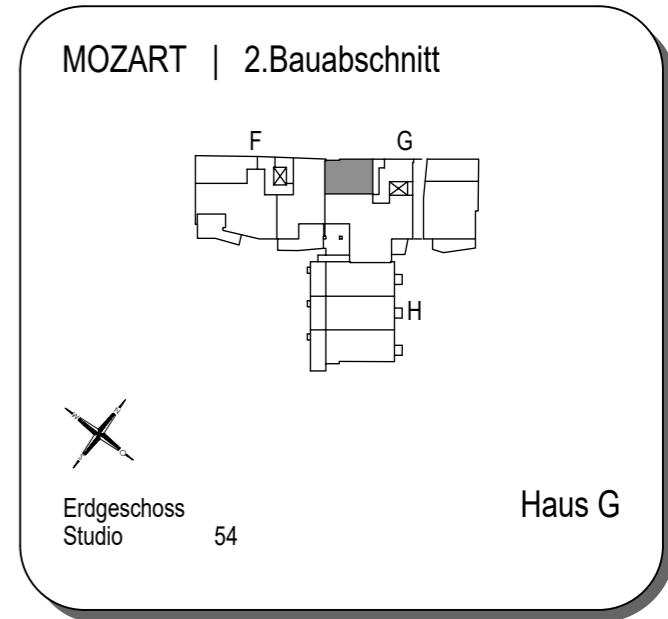 MOZART | 2.Bauabschnitt
F G
H
N
W
O
S
Erdgeschoss
Studio 54
Haus G